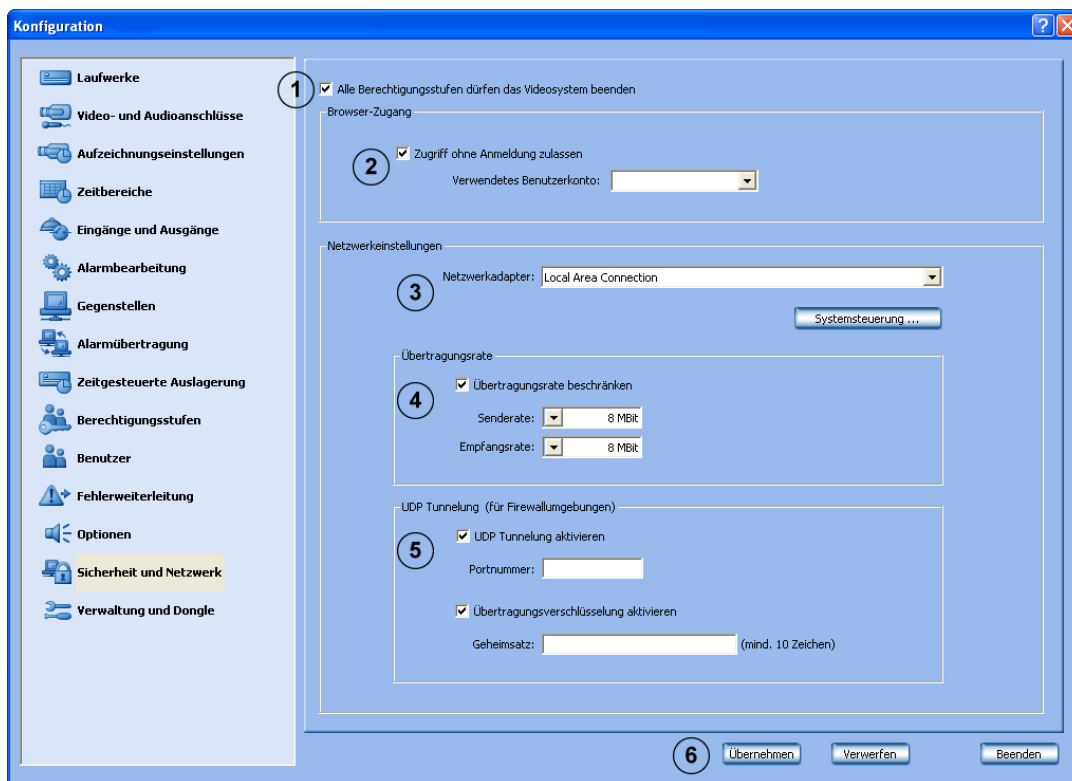 Konfiguration
?
Laufwerke
Video- und Audioanschlüsse
Aufzeichnungseinstellungen
Zeitbereiche
Eingänge und Ausgänge
Alarmbearbeitung
Gegenstellen
Alarmübertragung
Zeitgesteuerte Auslagerung
Berechtigungsstufen
Benutzer
Fehlerweiterleitung
Optionen
Sicherheit und Netzwerk
Verwaltung und Dongle
1 Alle Berechtigungsstufen dürfen das Videosystem beenden
Browser-Zugang
2 Zugriff ohne Anmeldung zulassen
Verwendetes Benutzerkonto:
Netzwerkeinstellungen
3 Netzwerkadapter: Local Area Connection
Systemsteuerung ...
Übertragungsrate
4 Übertragungsrate beschränken
Senderate: 8 MBit
Empfangsrate: 8 MBit
UDP Tunnelung (für Firewallumgebungen)
5 UDP Tunnelung aktivieren
Portnummer:
Übertragungsverschlüsselung aktivieren
Geheimsatz: (mind. 10 Zeichen)
6 Übernehmen Verwerfen Beenden